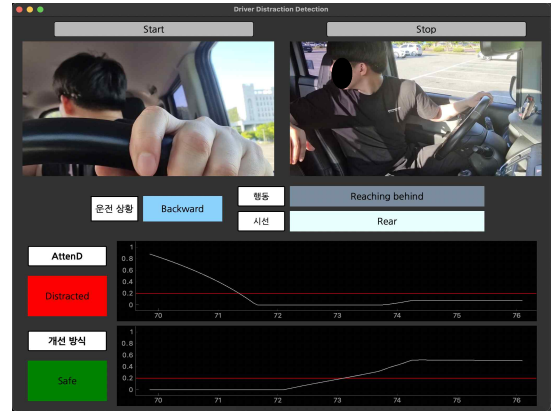 Driver Distraction Detection
Start
Stop
운전 상황
Backward
행동
Reaching behind
시선
Rear
AttenD
Distracted
1
0.8
0.6
0.4
0.2
0
70 71 72 73 74 75 76
개선 방식
Safe
1
0.8
0.6
0.4
0.2
0
70 71 72 73 74 75 76